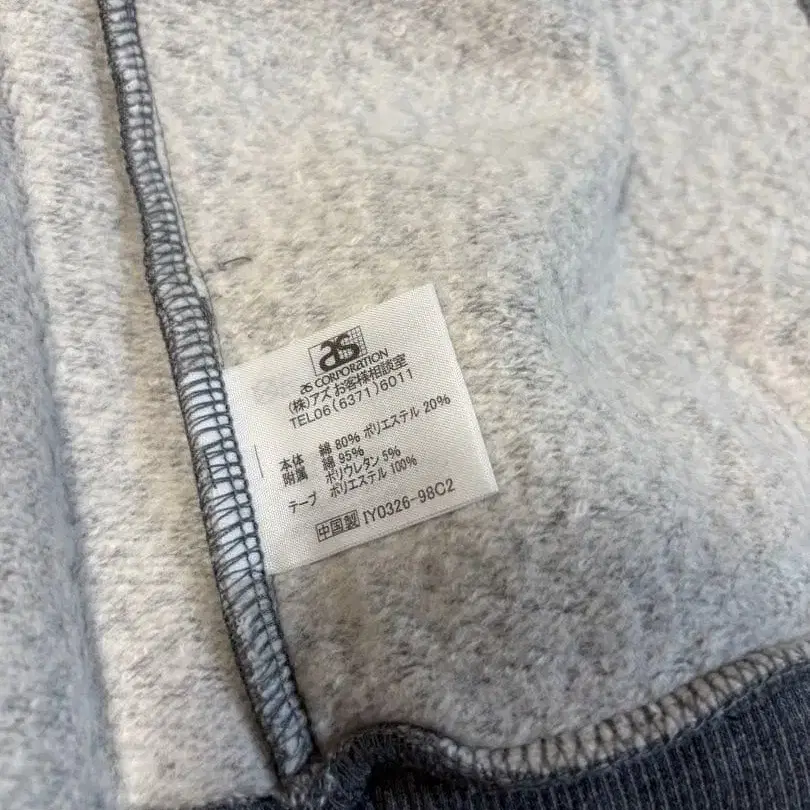 as
as CORPORATION
(株)アズ お客様相談室
TEL06(6371)6011
本体 綿 80% ポリエステル 20%
附属 綿 95%
ポリウレタン 5%
テープ ポリエステル 100%
中国製 IY0326-98C2